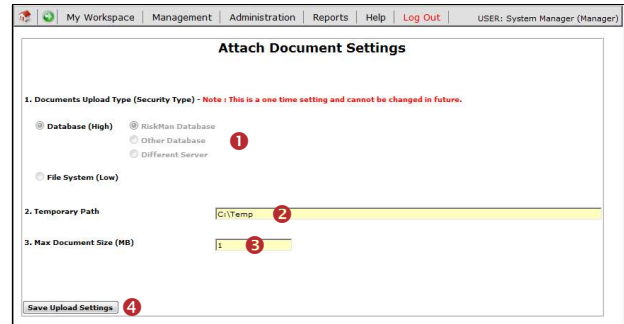 My Workspace | Management | Administration | Reports | Help | Log Out | USER: System Manager (Manager)
Attach Document Settings
1. Documents Upload Type (Security Type) - Note : This is a one time setting and cannot be changed in future.
Database (High) RiskMan Database
Other Database 1
Different Server
File System (Low)
2. Temporary Path C:\Temp 2
3. Max Document Size (MB) 1 3
Save Upload Settings 4